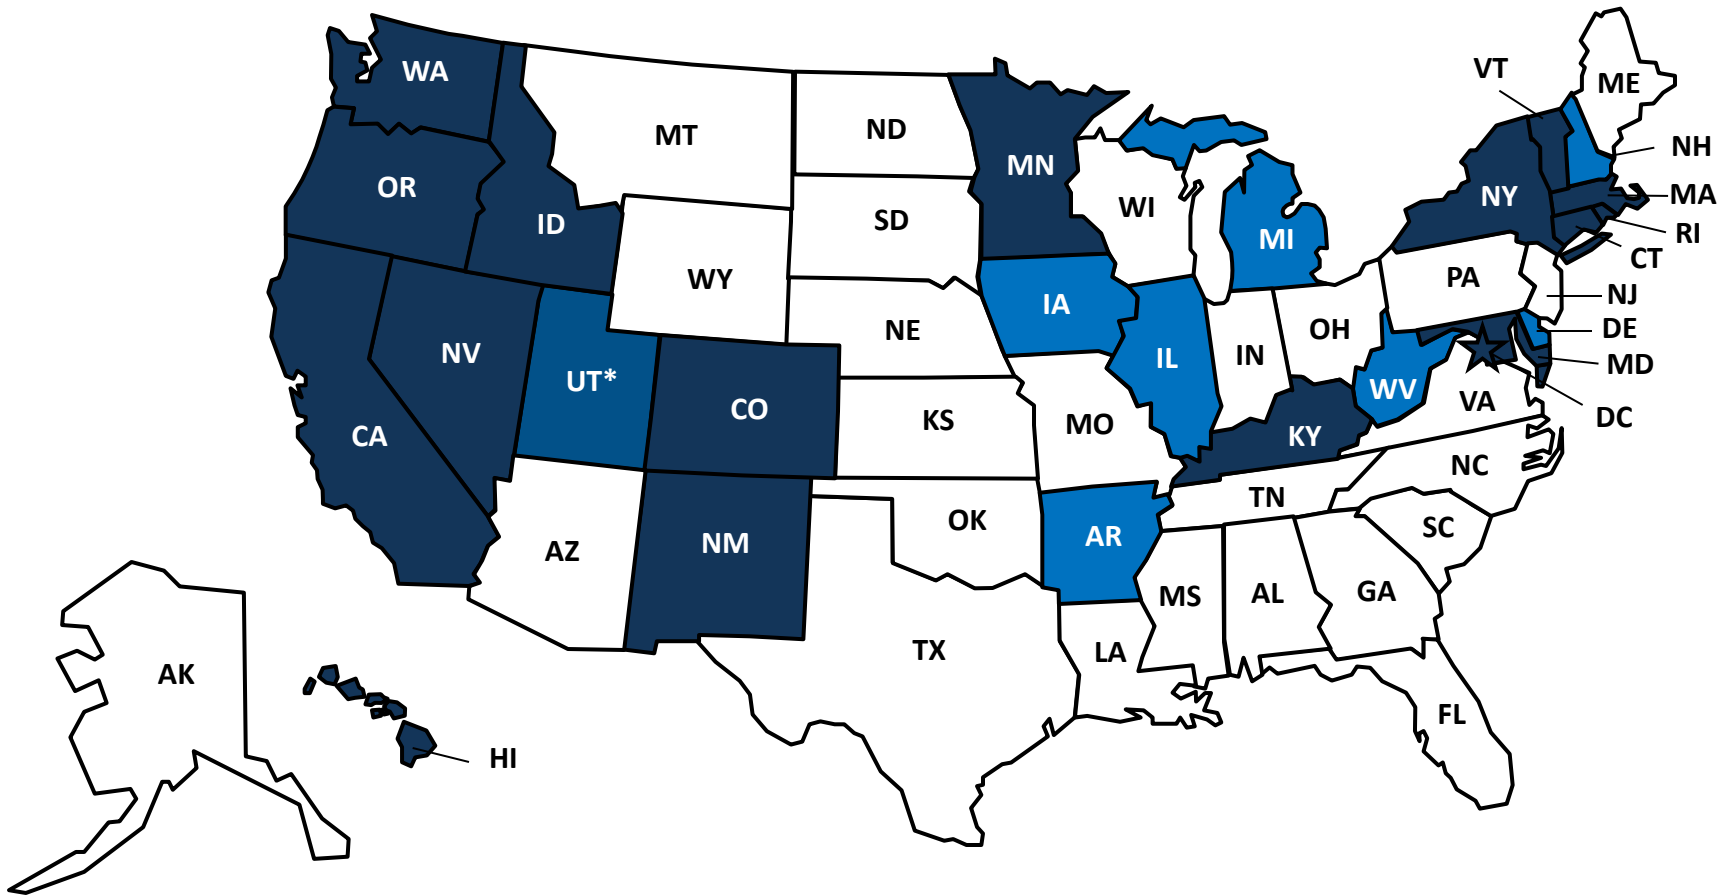 WA
OR
ID
MT
WY
ND
SD
NE
MN
WI
MI
IA
IL
IN
OH
PA
NY
VT
ME
NH
MA
RI
CT
NJ
DE
MD
DC
NV
UT*
CO
CA
KS
MO
KY
WV
VA
NC
TN
SC
AZ
NM
OK
AR
TX
LA
MS
AL
GA
FL
AK
HI